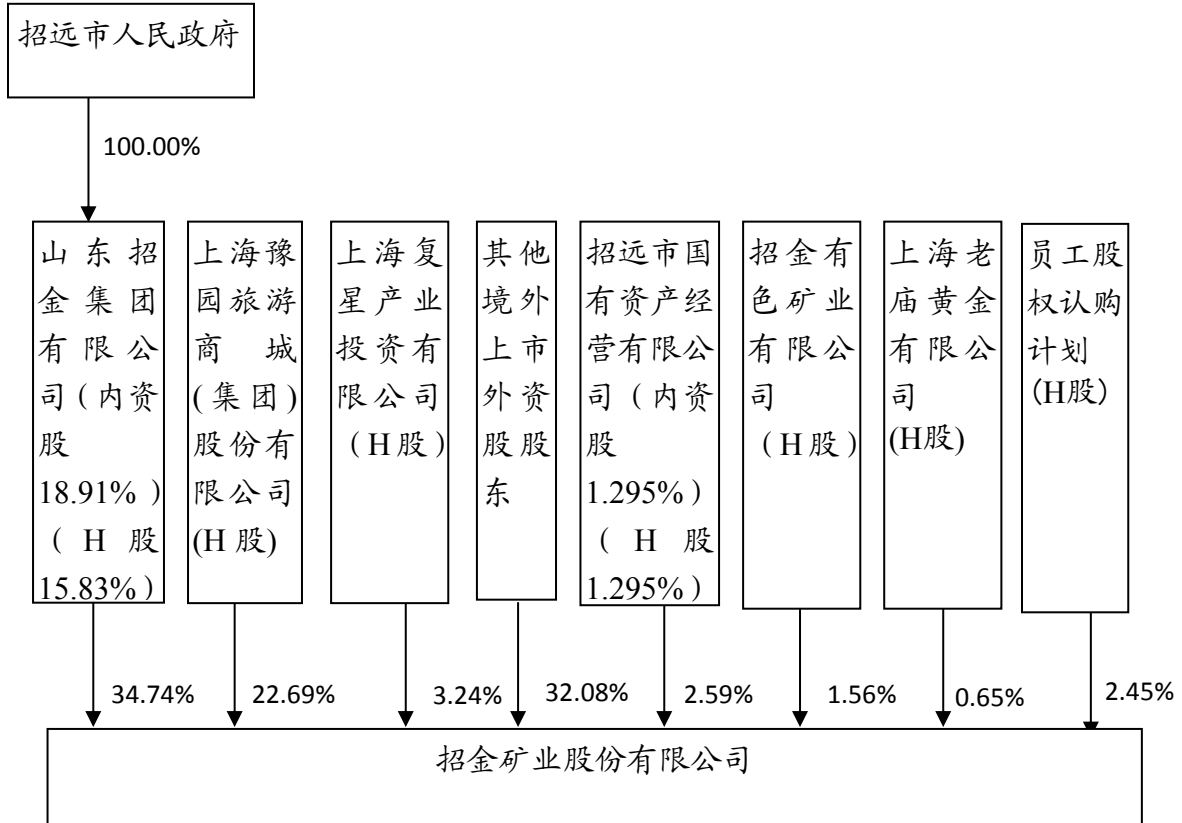 招远市人民政府
100.00%
山东招
金集团
有限公
司（内资
股
18.91%）
（H股
15.83%）
上海豫
园旅游
商城
(集团)
股份有
限公司
(H股)
上海复
星产业
投资有
限公司
（H股）
其他
境外
上市
外资
股股
东
招远市国
有资产经
营有限公
司（内资
股
1.295%）
（H股
1.295%）
招金有
色矿业
有限公
司
（H股）
上海老
庙黄金
有限公
司
(H股)
员工股
权认购
计划
(H股）
34.74%
22.69%
3.24%
32.08%
2.59%
1.56%
0.65%
2.45%
招金矿业股份有限公司